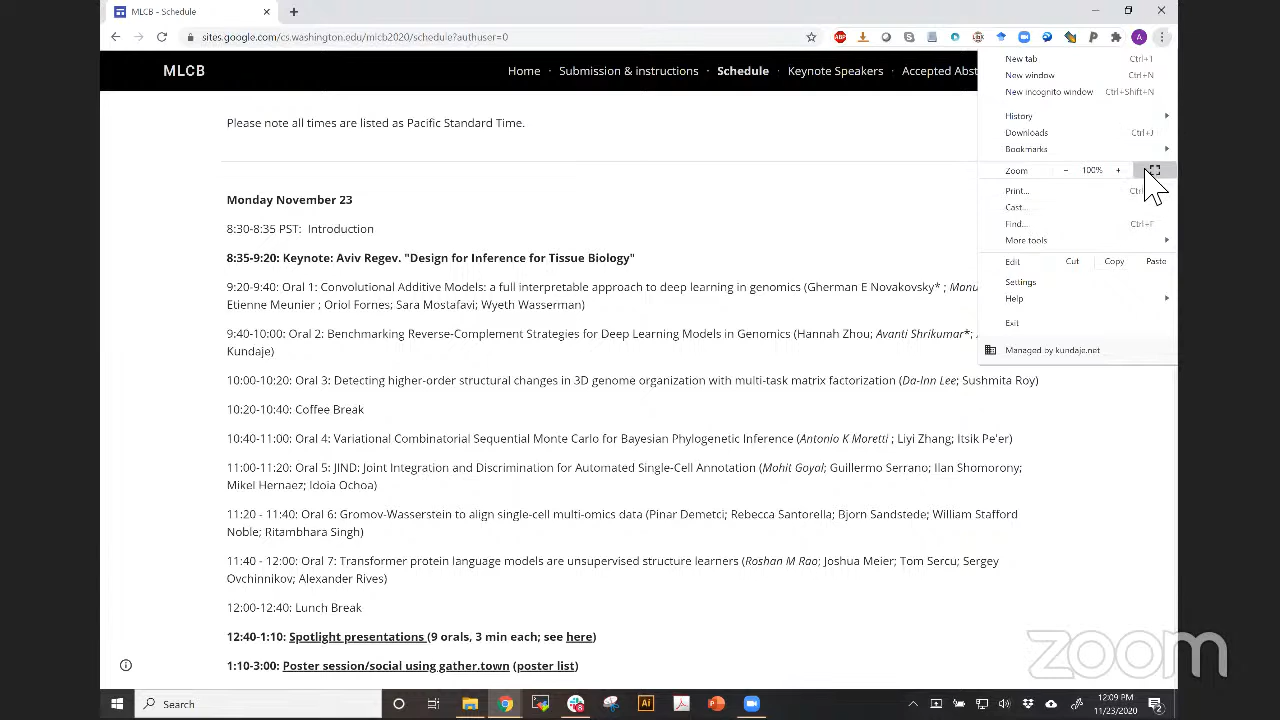 MLCB - Schedule
sites.google.com/cs.washington.edu/mlcb2020/schedule?authuser=0
ABP
P
A
MLCB
Home · Submission & instructions · Schedule · Keynote Speakers · Accepted Abst
New tab Ctrl+T
New window Ctrl+N
New incognito window Ctrl+Shift+N
History
Downloads Ctrl+J
Bookmarks
Zoom - 100% +
Print...
Cast...
Find... Ctrl+F
More tools
Edit Cut Copy Paste
Settings
Help
Exit
Managed by kundaje.net
Please note all times are listed as Pacific Standard Time.
Monday November 23
8:30-8:35 PST: Introduction
8:35-9:20: Keynote: Aviv Regev. "Design for Inference for Tissue Biology"
9:20-9:40: Oral 1: Convolutional Additive Models: a full interpretable approach to deep learning in genomics (Gherman E Novakovsky* ; Manu
Etienne Meunier ; Oriol Fornes; Sara Mostafavi; Wyeth Wasserman)
9:40-10:00: Oral 2: Benchmarking Reverse-Complement Strategies for Deep Learning Models in Genomics (Hannah Zhou; Avanti Shrikumar*;
Kundaje)
10:00-10:20: Oral 3: Detecting higher-order structural changes in 3D genome organization with multi-task matrix factorization (Da-Inn Lee; Sushmita Roy)
10:20-10:40: Coffee Break
10:40-11:00: Oral 4: Variational Combinatorial Sequential Monte Carlo for Bayesian Phylogenetic Inference (Antonio K Moretti ; Liyi Zhang; Itsik Pe'er)
11:00-11:20: Oral 5: JIND: Joint Integration and Discrimination for Automated Single-Cell Annotation (Mohit Goyal; Guillermo Serrano; Ilan Shomorony;
Mikel Hernaez; Idoia Ochoa)
11:20 - 11:40: Oral 6: Gromov-Wasserstein to align single-cell multi-omics data (Pinar Demetci; Rebecca Santorella; Bjorn Sandstede; William Stafford
Noble; Ritambhara Singh)
11:40 - 12:00: Oral 7: Transformer protein language models are unsupervised structure learners (Roshan M Rao; Joshua Meier; Tom Sercu; Sergey
Ovchinnikov; Alexander Rives)
12:00-12:40: Lunch Break
12:40-1:10: Spotlight presentations (9 orals, 3 min each; see here)
1:10-3:00: Poster session/social using gather.town (poster list)
zoom
Search
Ai
12:09 PM
11/23/2020
2